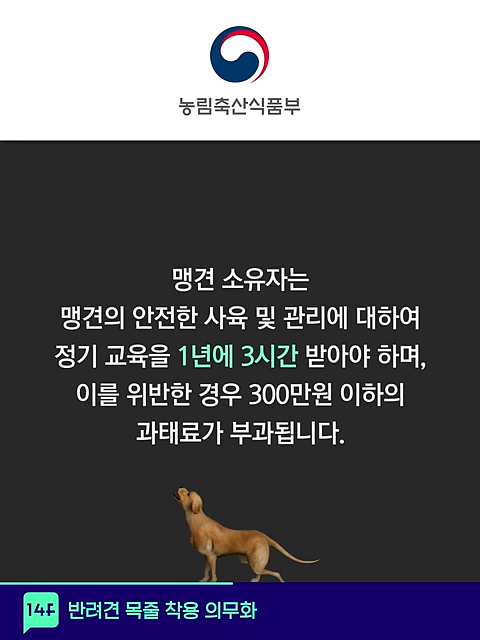 농림축산식품부
맹견 소유자는
맹견의 안전한 사육 및 관리에 대하여
정기 교육을 1년에 3시간 받아야 하며,
이를 위반한 경우 300만원 이하의
과태료가 부과됩니다.
14F 반려견 목줄 착용 의무화